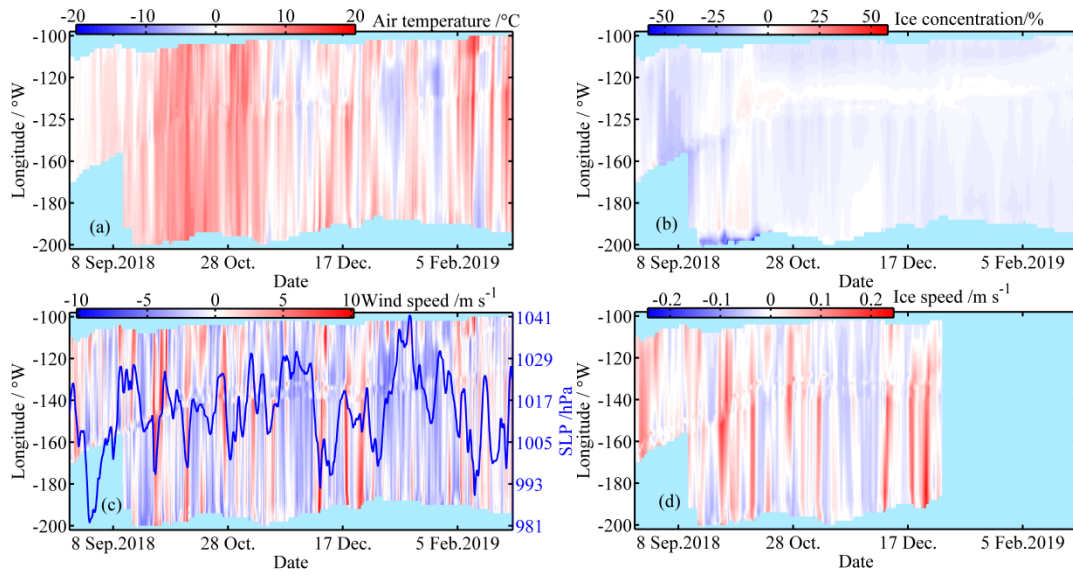 -20 -10 0 10 20 Air temperature /°C
-100
-120
-125
-160
-180
-200
Longitude / °W
(a)
8 Sep.2018 28 Oct. 17 Dec. 5 Feb.2019
Date
-50 -25 0 25 50 Ice concentration/%
-100
-120
-125
-160
-180
-200
Longitude / °W
(b)
8 Sep.2018 28 Oct. 17 Dec. 5 Feb.2019
Date
-10 -5 0 5 10 Wind speed /m s-1
-100
-120
-140
-160
-180
-200
Longitude / °W
1041
1029
1017
1005
993
981
SLP /hPa
(c)
8 Sep.2018 28 Oct. 17 Dec. 5 Feb.2019
Date
-0.2 -0.1 0 0.1 0.2 Ice speed /m s-1
-100
-120
-140
-160
-180
-200
Longitude / °W
(d)
8 Sep.2018 28 Oct. 17 Dec. 5 Feb.2019
Date